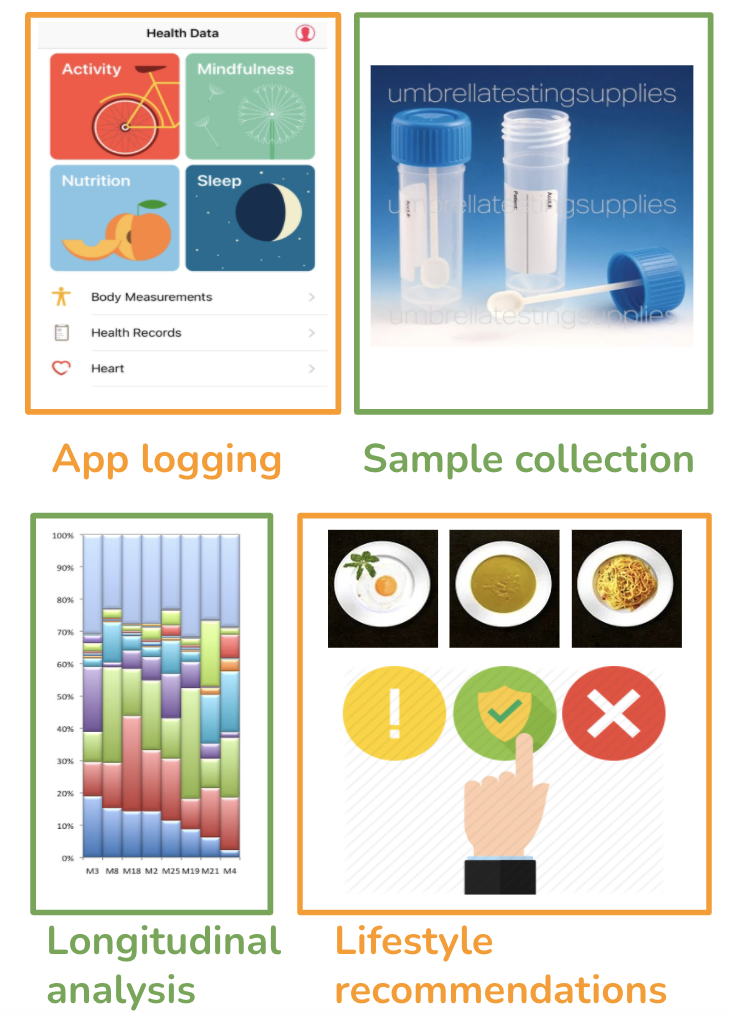 Health Data
Activity
Mindfulness
Nutrition
Sleep
Body Measurements
Health Records
Heart
umbrellatestingsupplies
umbrellatestingsupplies
Patient:
umbrellatestingsupplies
App logging
Sample collection
100%
90%
80%
70%
60%
50%
40%
30%
20%
10%
0%
M3 M8 M18 M2 M25 M19 M21 M4
Longitudinal
analysis
Lifestyle
recommendations